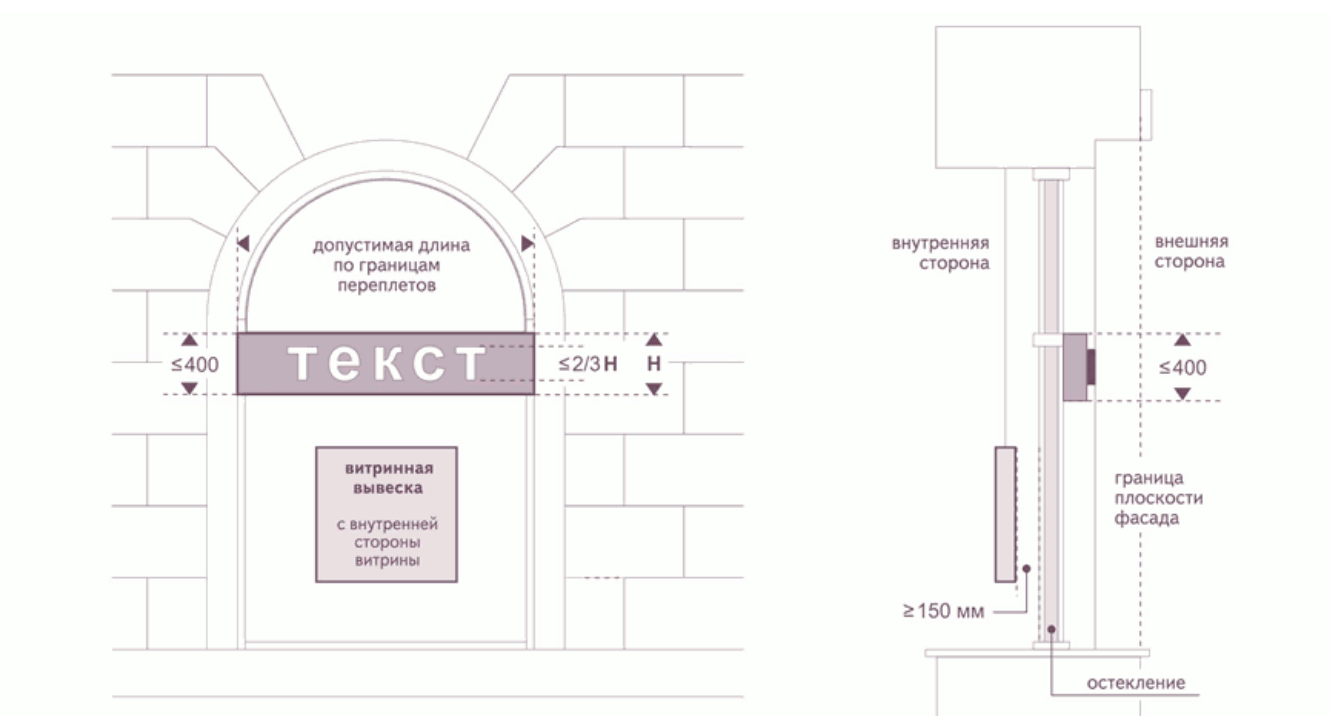 допустимая длина
по границам
переплетов
≤400
текст
≤2/3H
H
витринная
вывеска
с внутренней
стороны
витрины
внутренняя
сторона
внешняя
сторона
≤400
граница
плоскости
фасада
≥150 мм
остекление